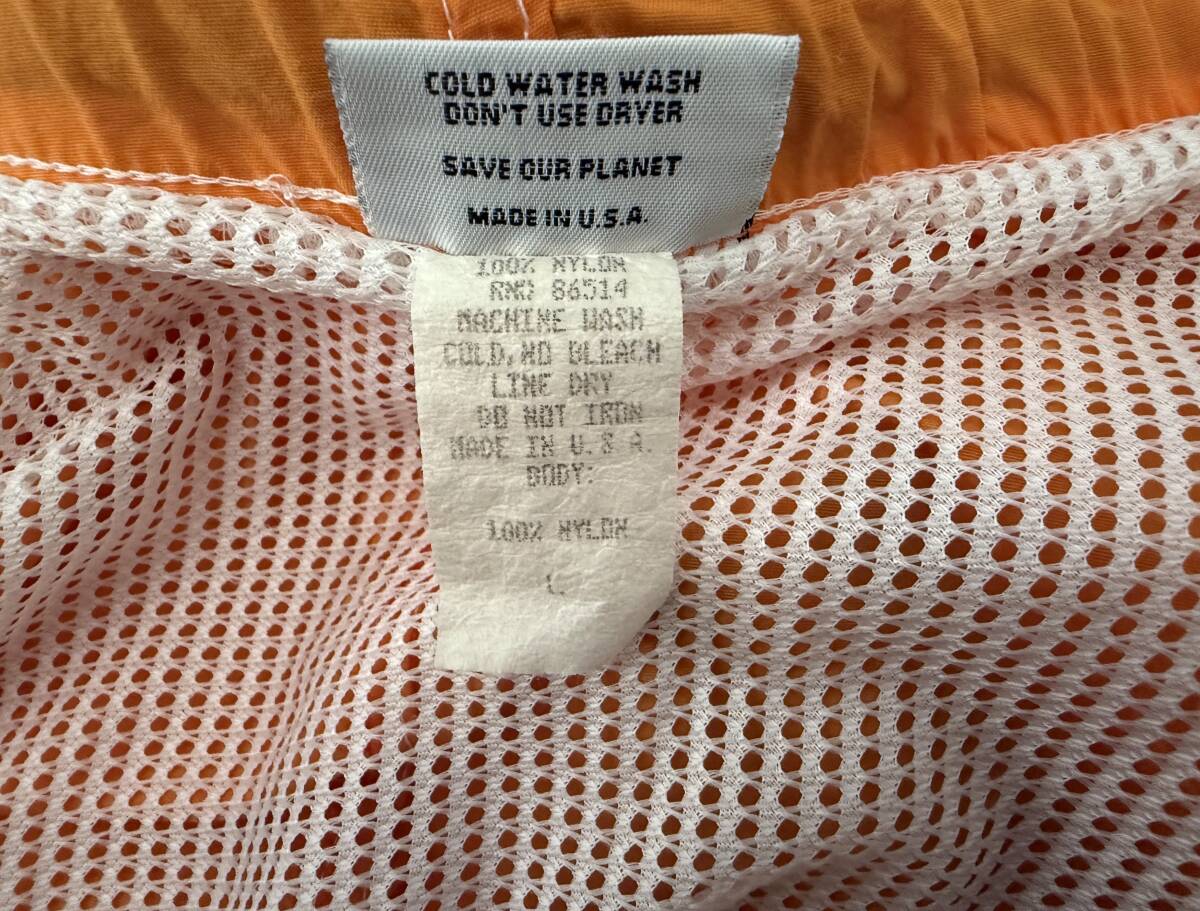 COLD WATER WASH
DON'T USE DRYER
SAVE OUR PLANET
MADE IN U.S.A.
100% NYLON
RN# 86514
MACHINE WASH
COLD, NO BLEACH
LINE DRY
DO NOT IRON
MADE IN U.S.A.
BODY:
100% NYLON